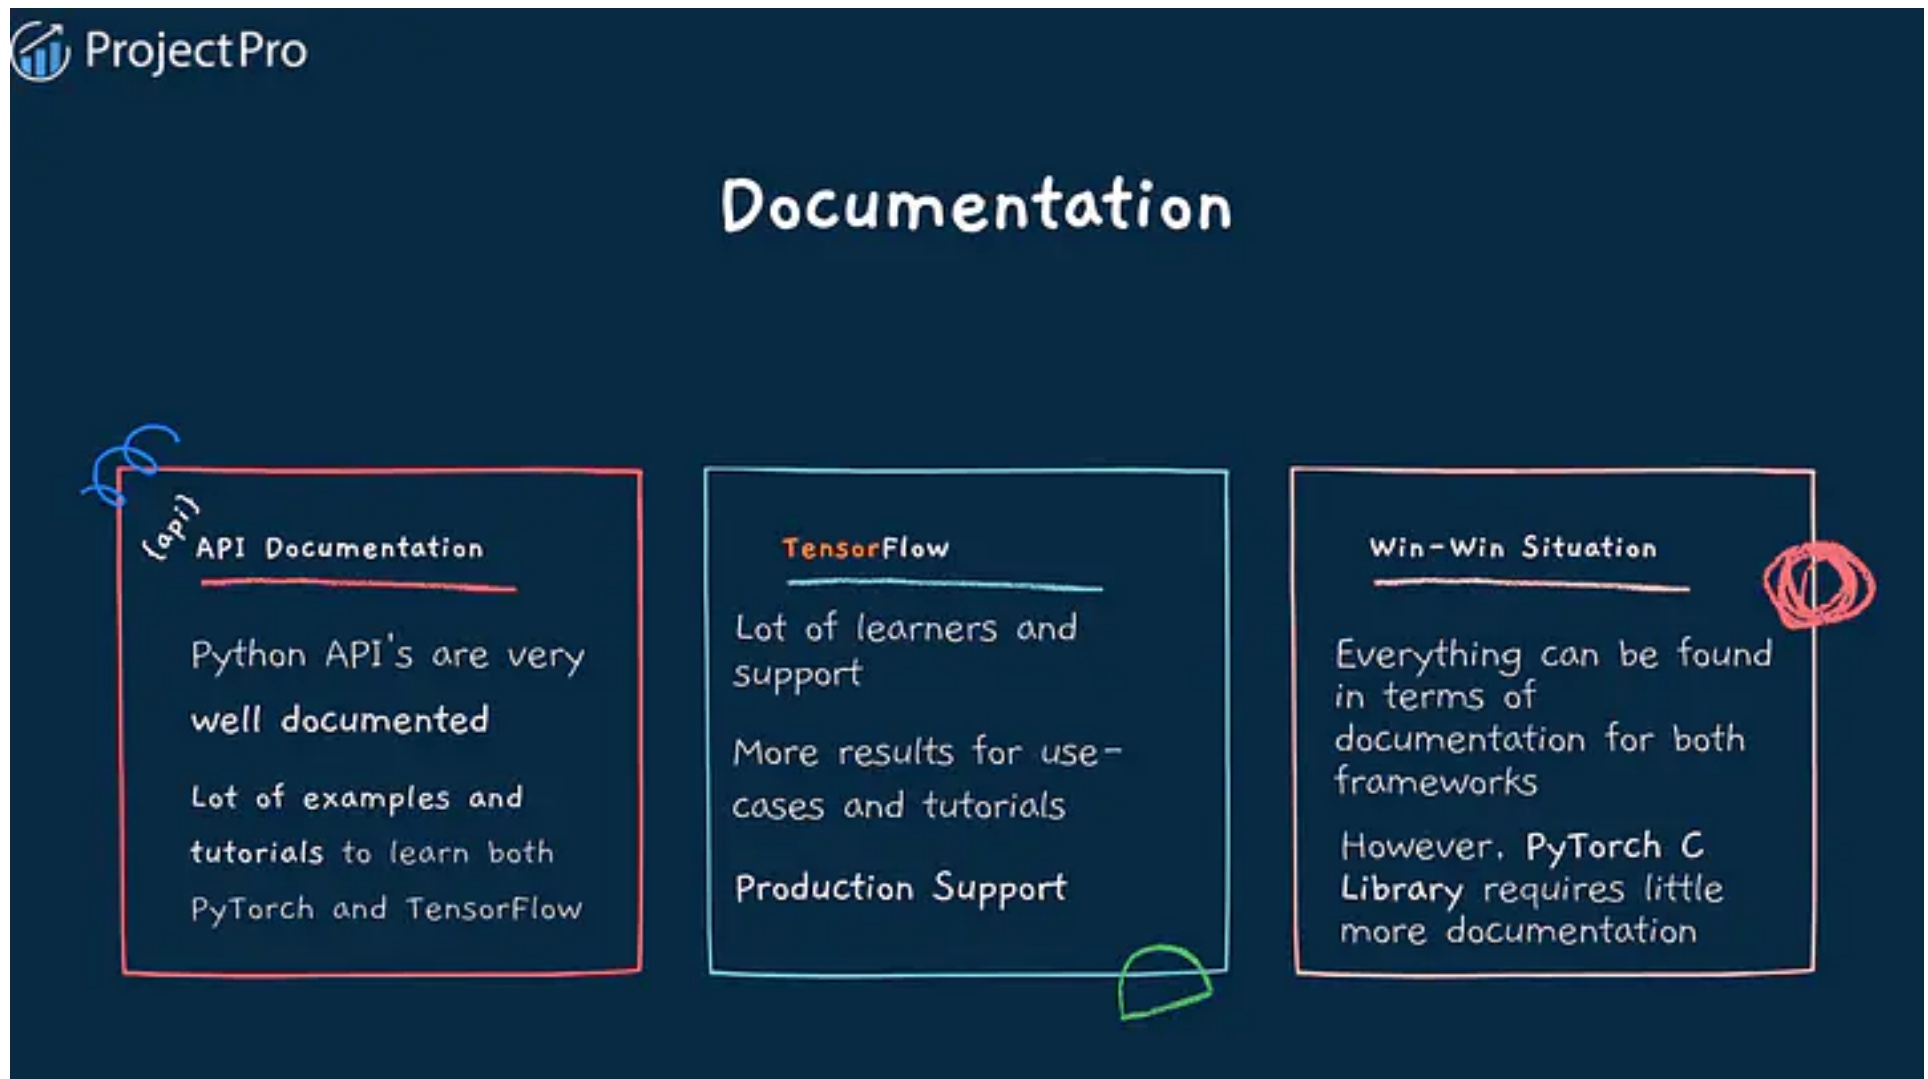 ProjectPro
Documentation
(api)
API Documentation
Python API's are very
well documented
Lot of examples and
tutorials to learn both
PyTorch and TensorFlow
TensorFlow
Lot of learners and
support
More results for use-
cases and tutorials
Production Support
Win-Win Situation
Everything can be found
in terms of
documentation for both
frameworks
However, PyTorch C
Library requires little
more documentation